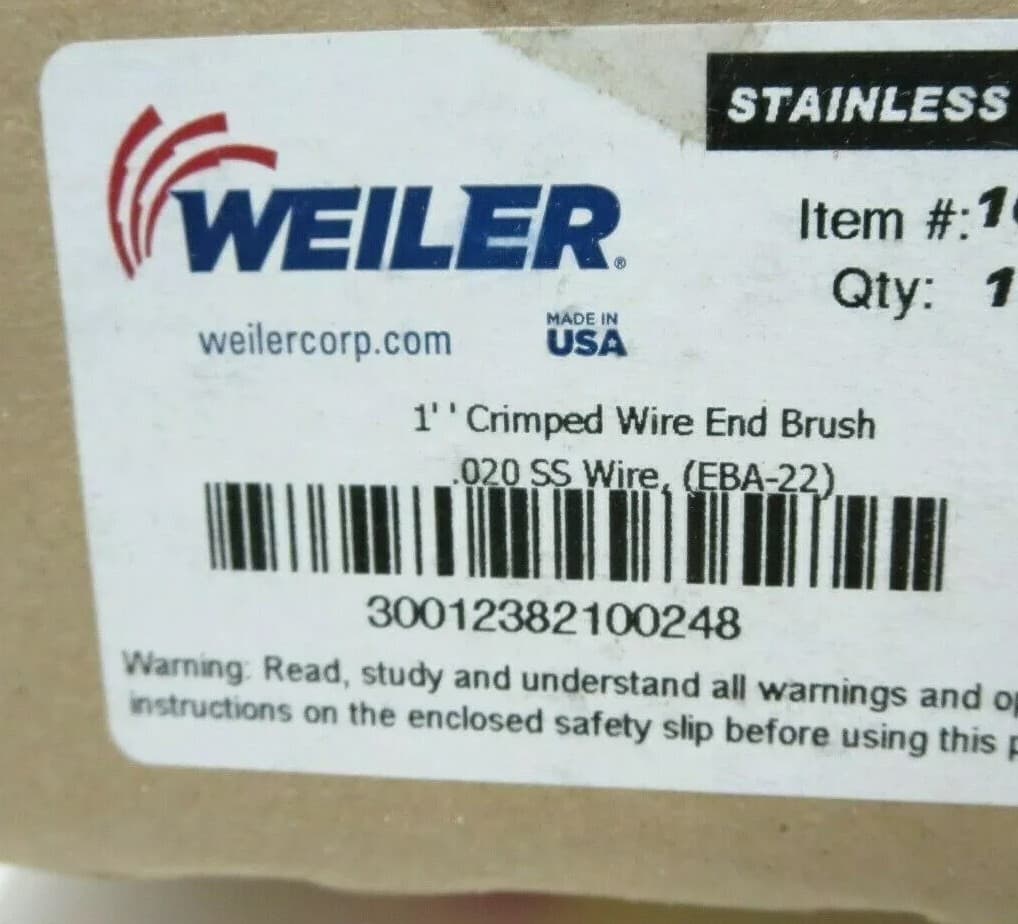 STAINLESS
WEILER®
Item #:
Qty: 1
weilercorp.com
MADE IN
USA
1'' Crimped Wire End Brush
.020 SS Wire, (EBA-22)
30012382100248
Warning: Read, study and understand all warnings and
instructions on the enclosed safety slip before using this